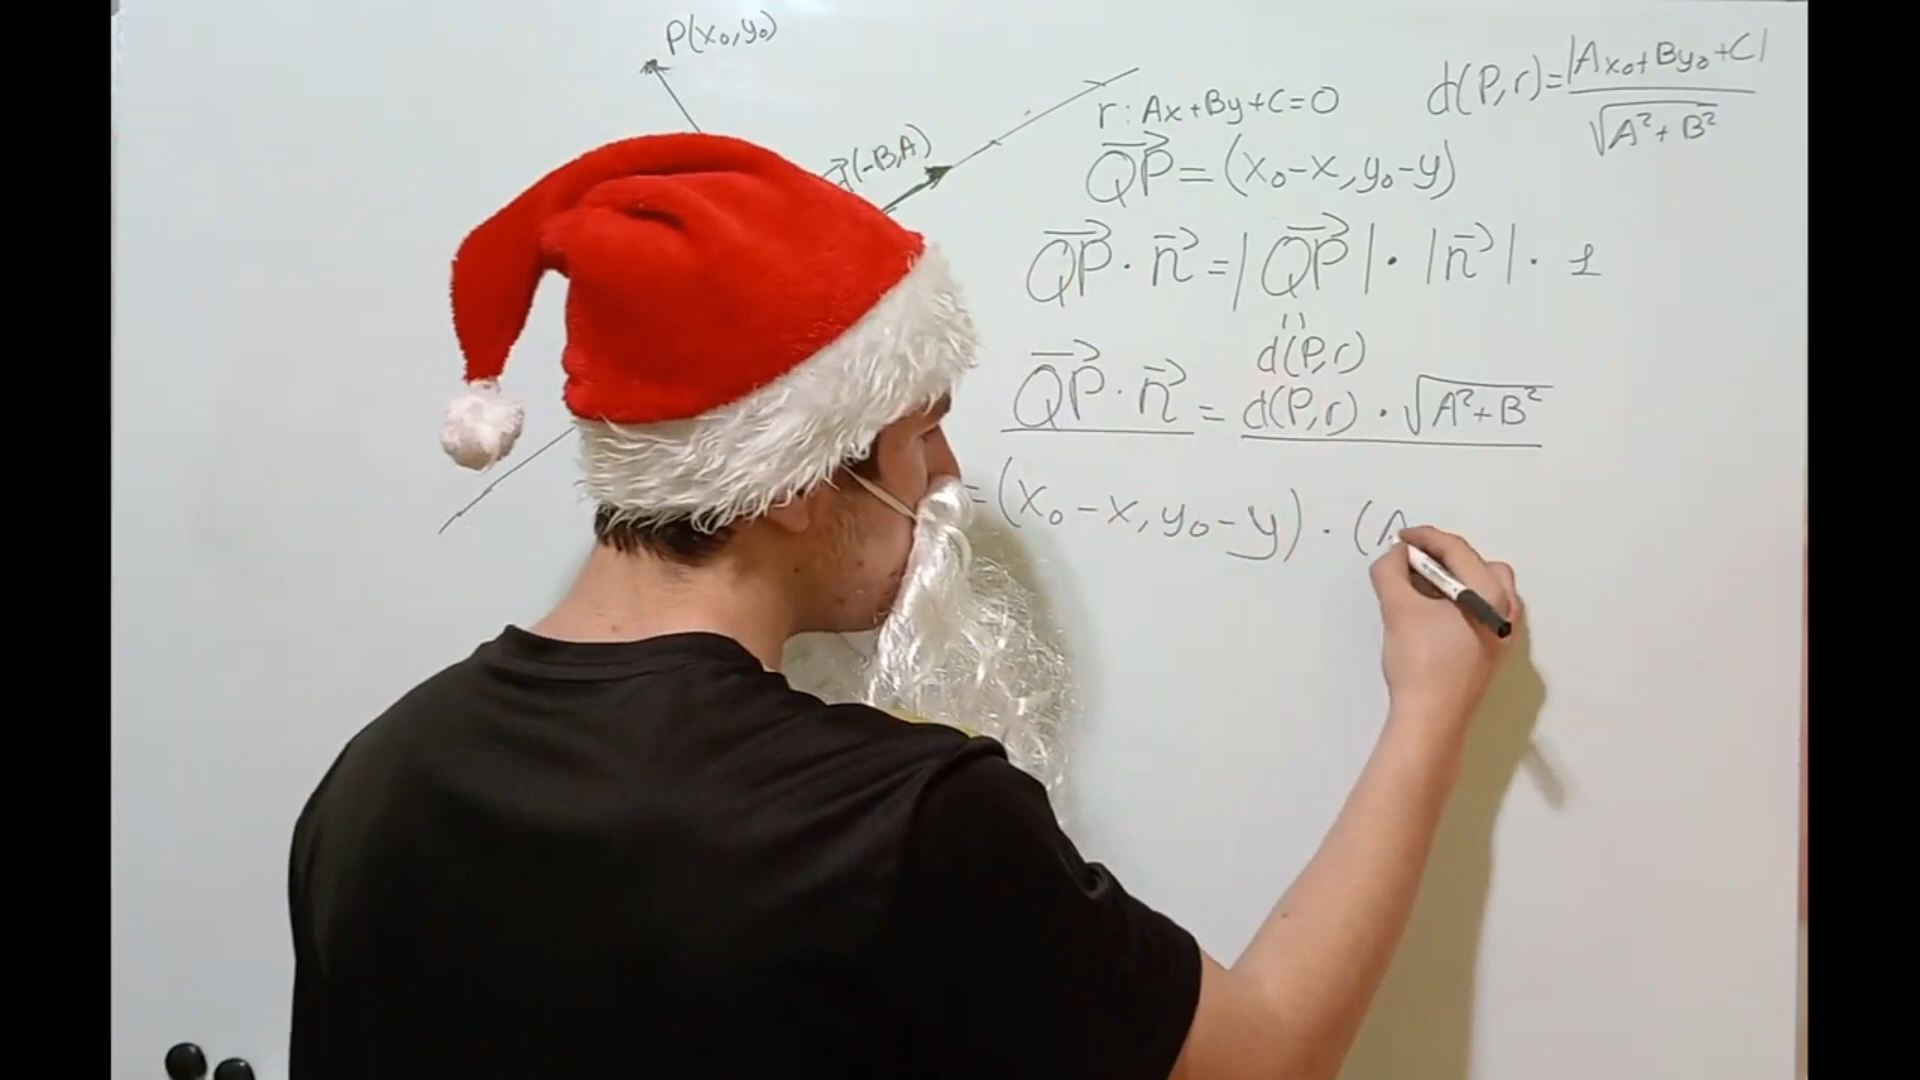 P(x₀,y₀)
d⃗(-B,A)
r: Ax+By+C=0
d(P,r)=|Ax₀+By₀+C|/√A²+B²
QP⃗=(x₀-x,y₀-y)
QP⃗·n⃗=|QP⃗|·|n⃗|·1
d(P,r)
QP⃗·n⃗=d(P,r)·√A²+B²
=(x₀-x,y₀-y)·(A